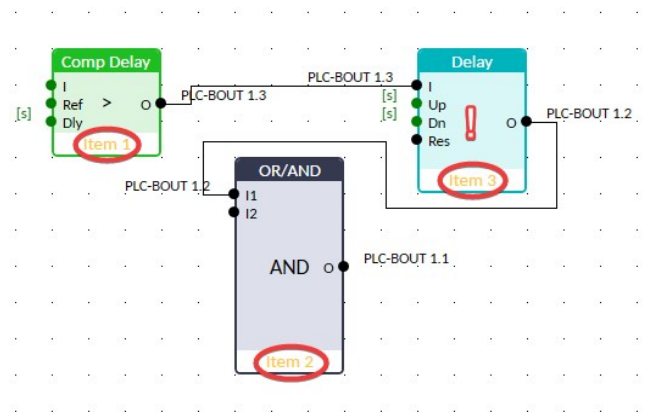 Comp Delay
I
Ref > O
Dly
[s]
Item 1
PLC-BOUT 1.3
PLC-BOUT 1.3
Delay
I
[s] Up
[s] Dn O
Res
!
Item 3
PLC-BOUT 1.2
PLC-BOUT 1.2
OR/AND
I1
I2
AND O
Item 2
PLC-BOUT 1.1